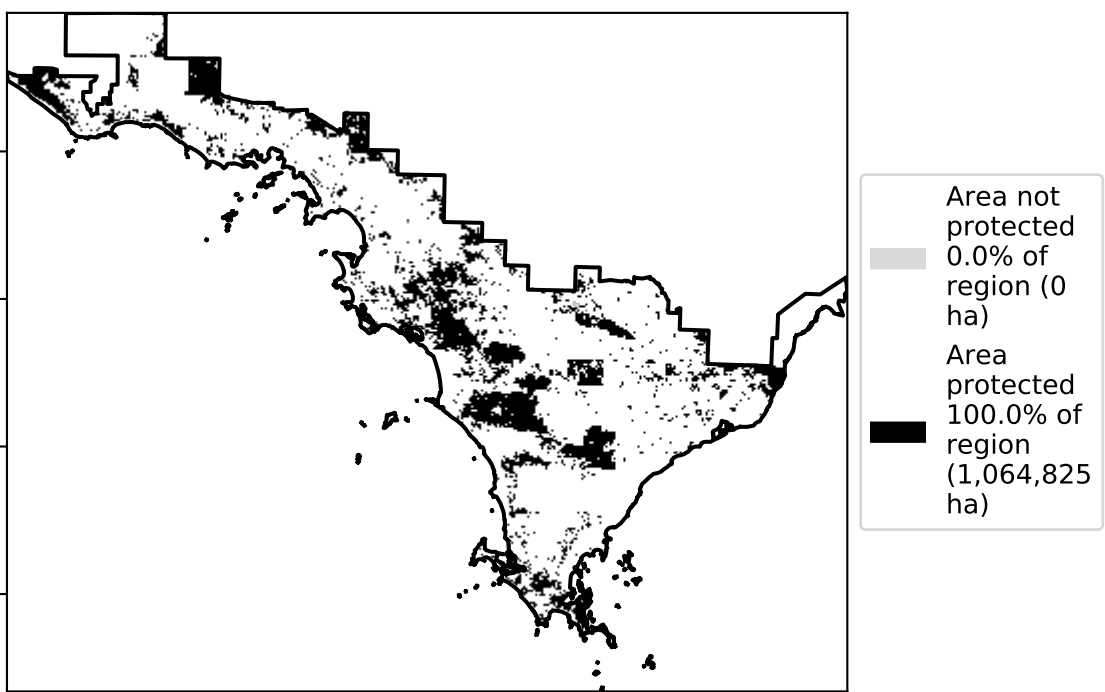 Area not
protected
0.0% of
region (0
ha)
Area
protected
100.0% of
region
(1,064,825
ha)